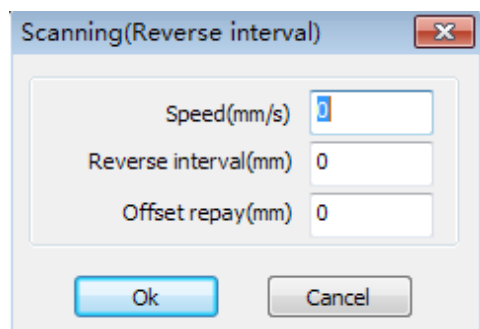 Scanning(Reverse interval)
Speed(mm/s) 0
Reverse interval(mm) 0
Offset repay(mm) 0
Ok Cancel